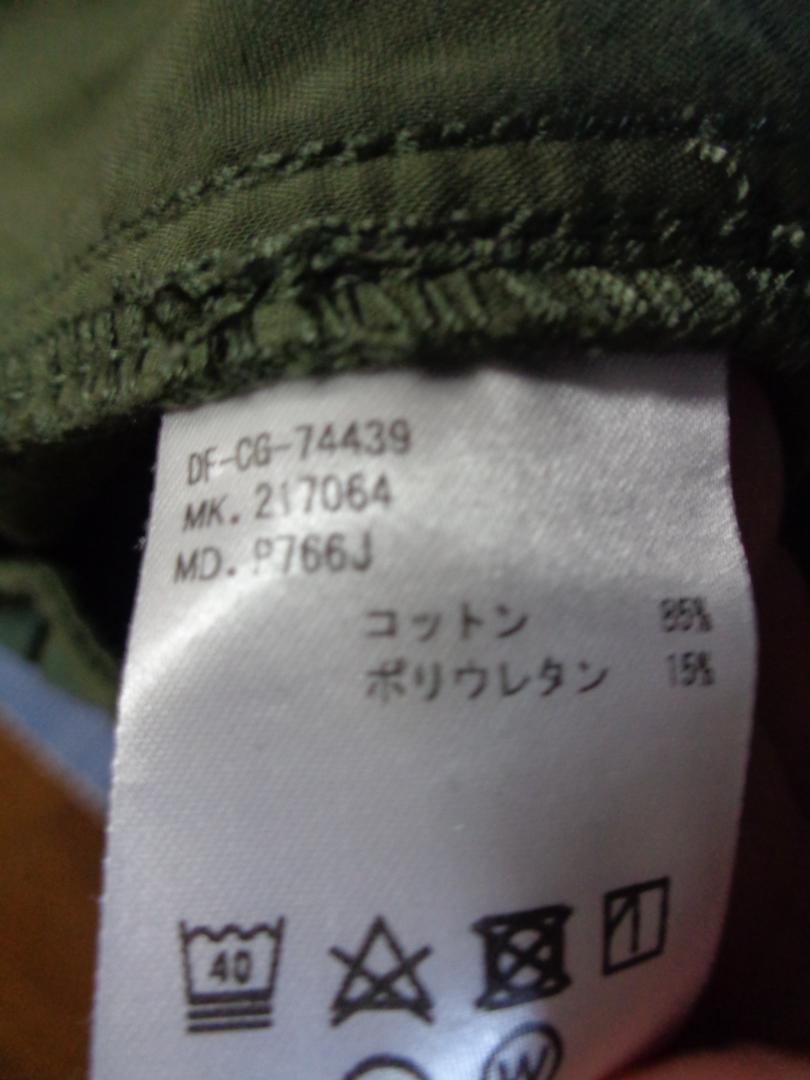 DF-CG-74439
MK. 217064
MD. P766J
コットン 85%
ポリウレタン 15%
40
W